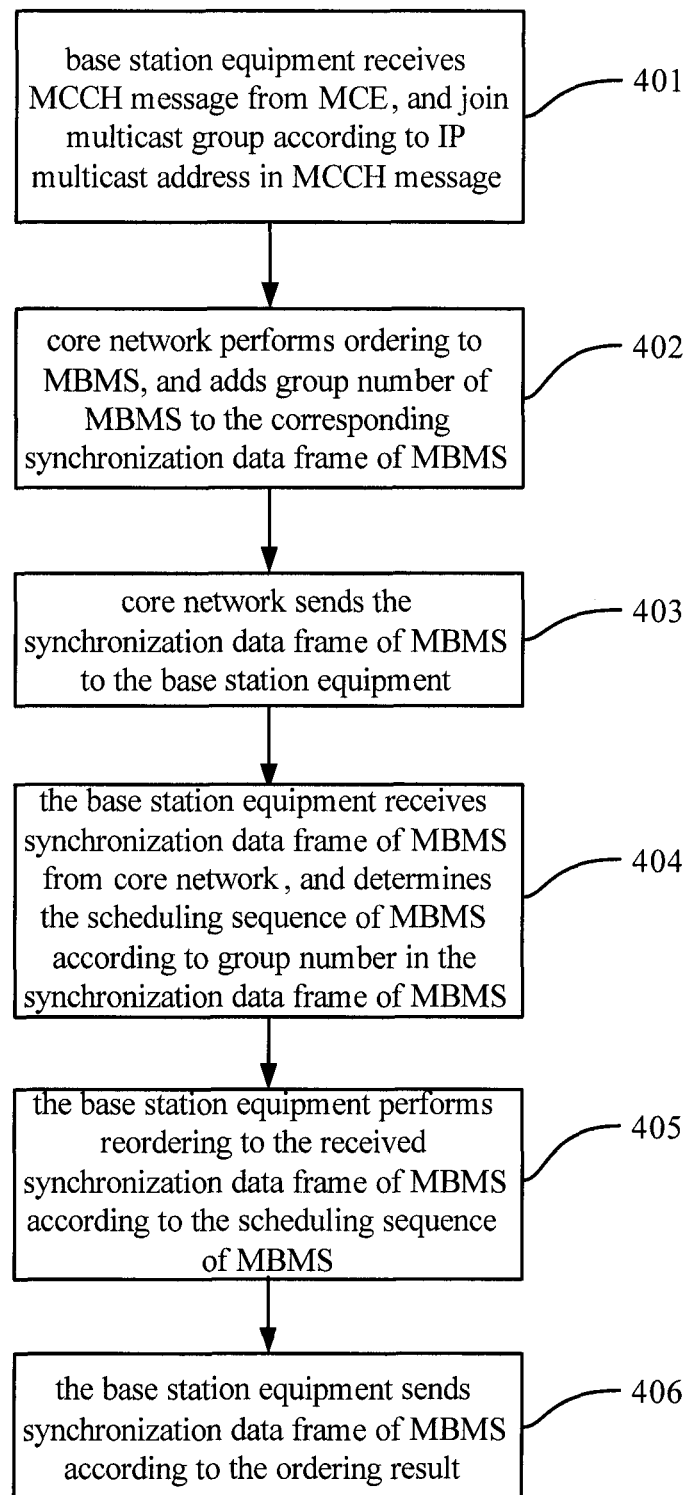 base station equipment receives
MCCH message from MCE, and join
multicast group according to IP
multicast address in MCCH message
401
core network performs ordering to
MBMS, and adds group number of
MBMS to the corresponding
synchronization data frame of MBMS
402
core network sends the
synchronization data frame of MBMS
to the base station equipment
403
the base station equipment receives
synchronization data frame of MBMS
from core network, and determines
the scheduling sequence of MBMS
according to group number in the
synchronization data frame of MBMS
404
the base station equipment performs
reordering to the received
synchronization data frame of MBMS
according to the scheduling sequence
of MBMS
405
the base station equipment sends
synchronization data frame of MBMS
according to the ordering result
406